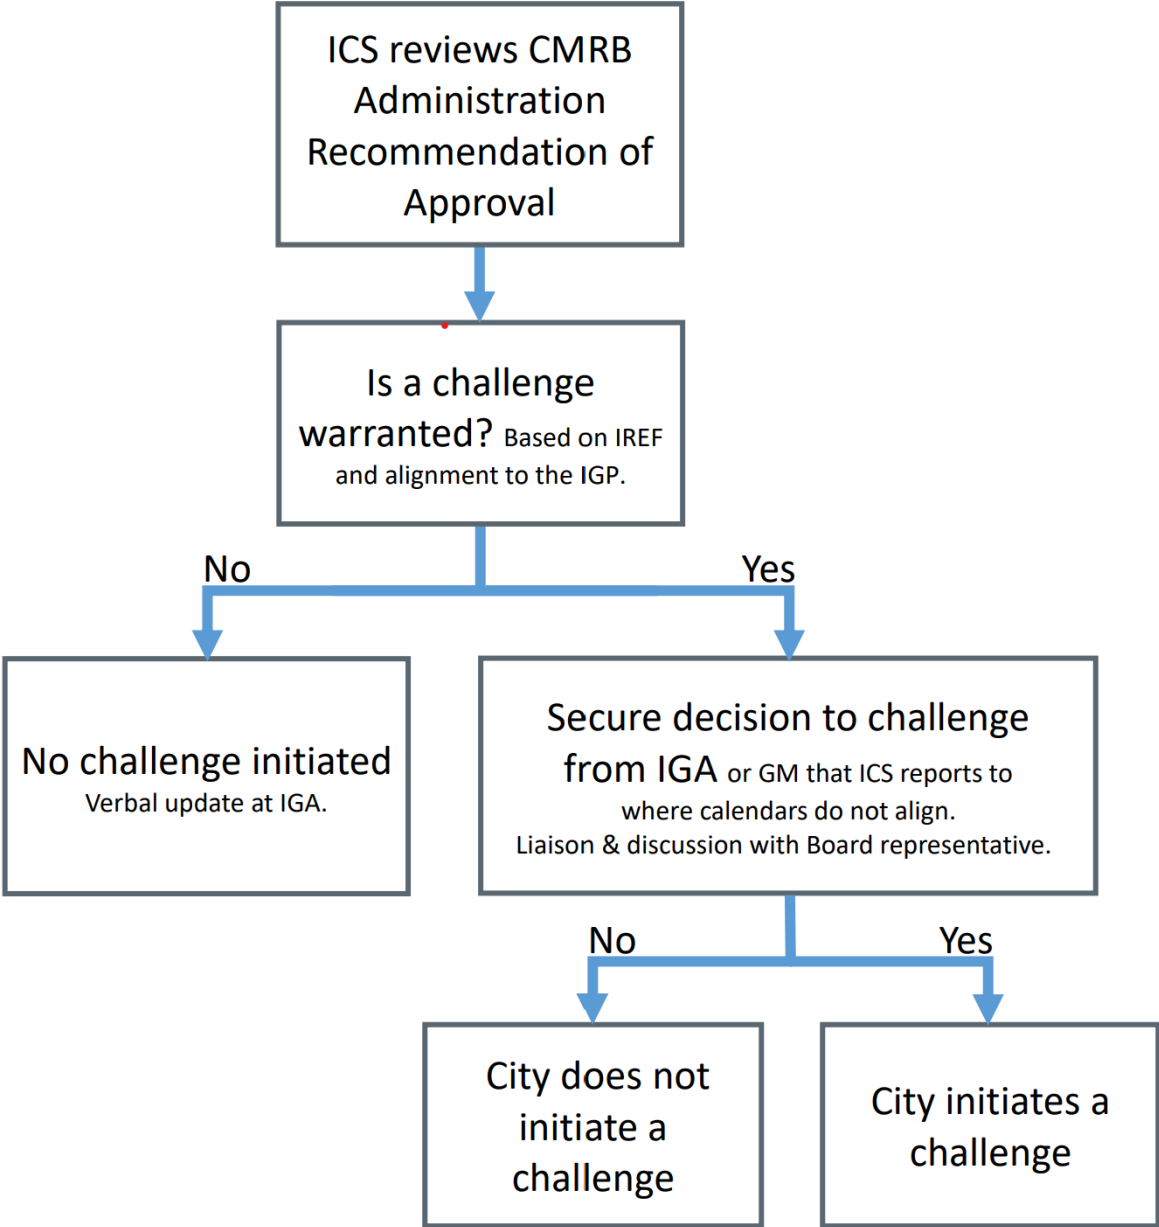 ICS reviews CMRB
Administration
Recommendation of
Approval
Is a challenge
warranted? Based on IREF
and alignment to the IGP.
No
Yes
No challenge initiated
Verbal update at IGA.
Secure decision to challenge
from IGA or GM that ICS reports to
where calendars do not align.
Liaison & discussion with Board representative.
No
Yes
City does not
initiate a
challenge
City initiates a
challenge